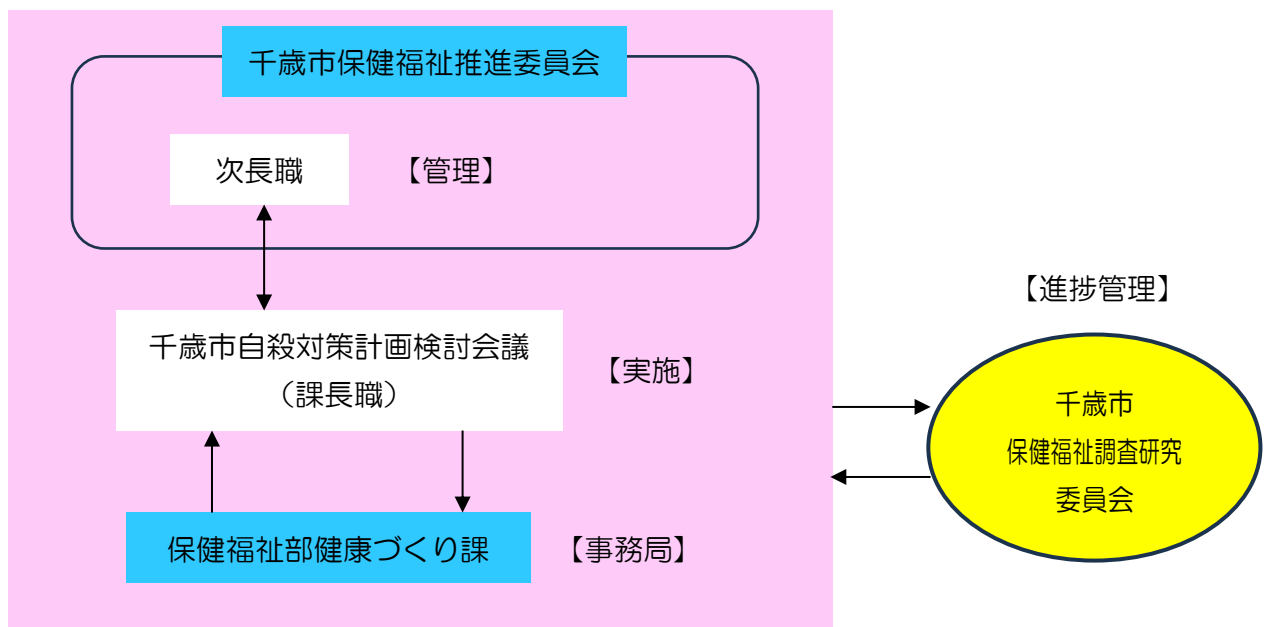 千歳市保健福祉推進委員会
次長職
【管理】
【進捗管理】
千歳市自殺対策計画検討会議
(課長職)
【実施】
千歳市
保健福祉調査研究
委員会
保健福祉部健康づくり課
【事務局】